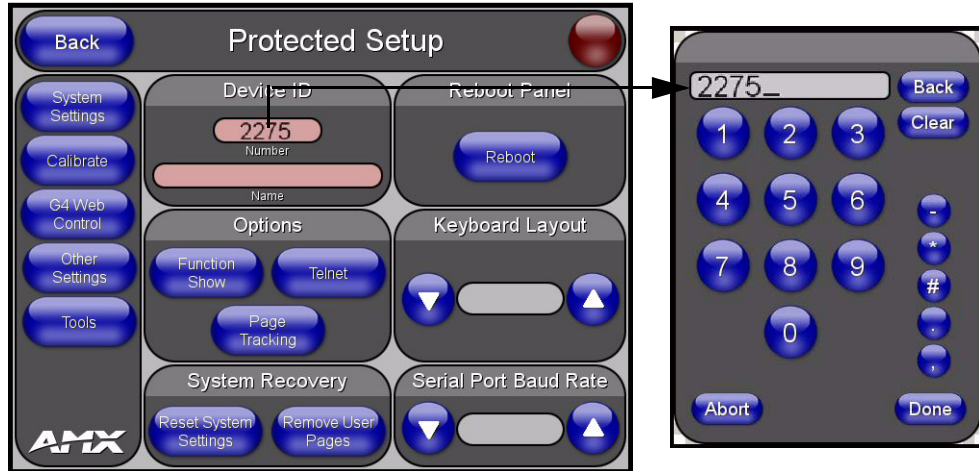 Back
Protected Setup
System
Settings
Calibrate
G4 Web
Control
Other
Settings
Tools
AMX
Device ID
2275
Number
Name
Reboot Panel
Reboot
Options
Function
Show
Telnet
Page
Tracking
Keyboard Layout
System Recovery
Reset System
Settings
Remove User
Pages
Serial Port Baud Rate
2275_
Back
Clear
1 2 3
4 5 6
7 8 9
0
-
*
#
.
,
Abort
Done